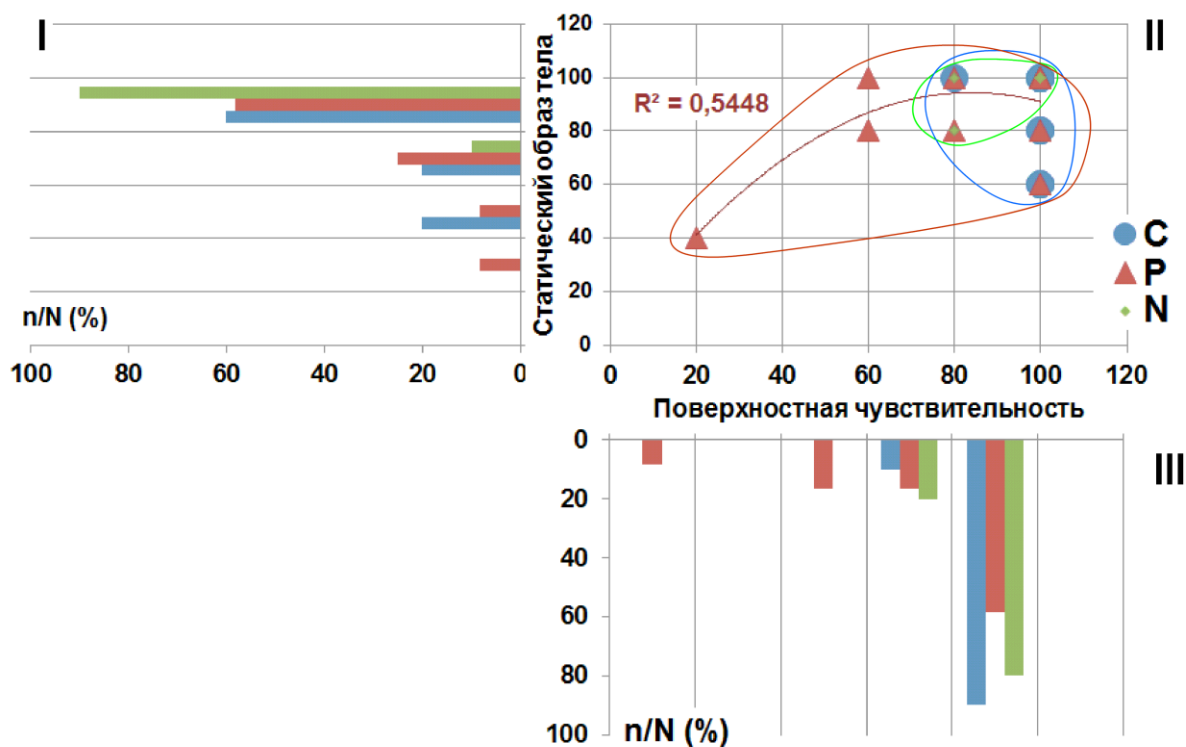 I
n/N (%)
100 80 60 40 20 0
Статический образ тела
II
120
100
80
60
40
20
0
R² = 0,5448
C
P
N
0 20 40 60 80 100 120
Поверхностная чувствительность
III
0
20
40
60
80
100
n/N (%)